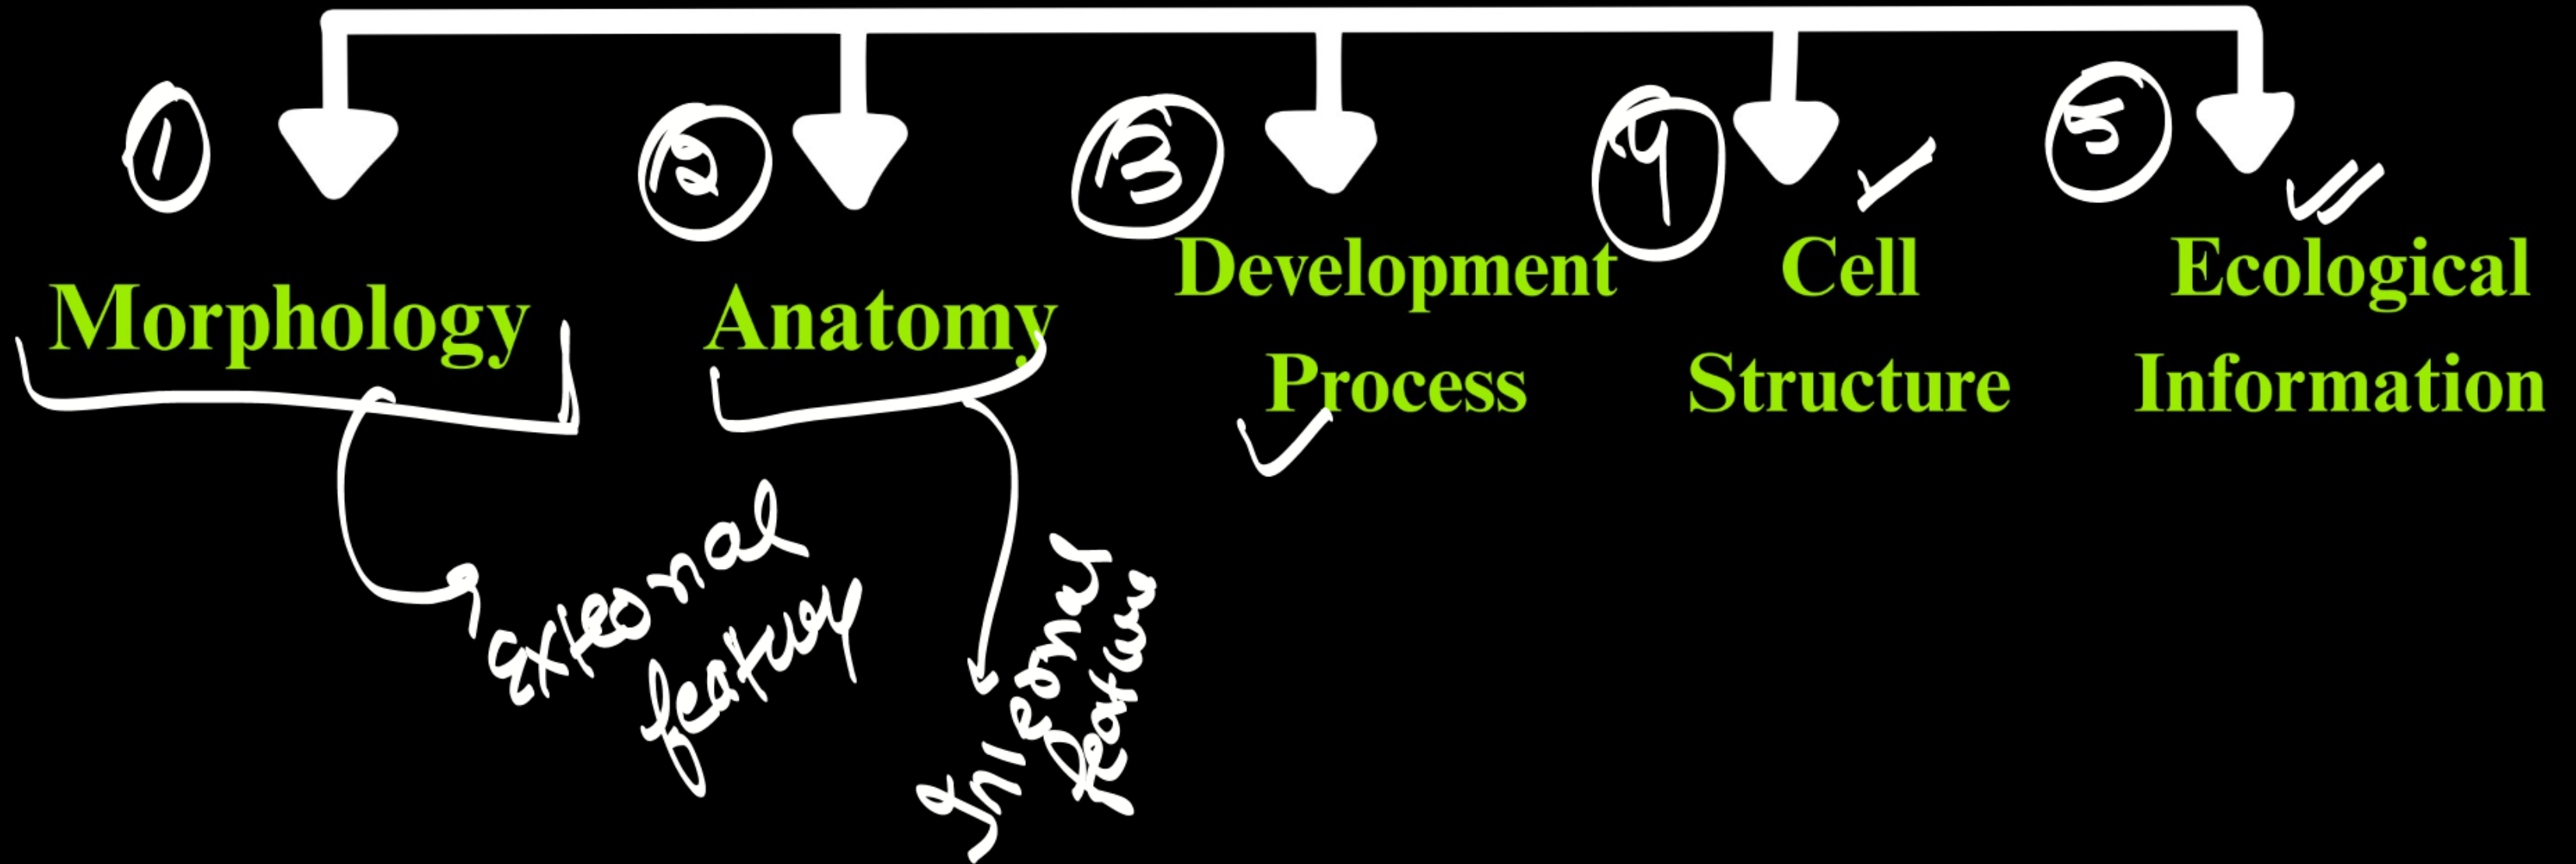 1
2
3
4
5
Morphology
Anatomy
Development
Process
Cell
Structure
Ecological
Information
External
feature
Internal
feature